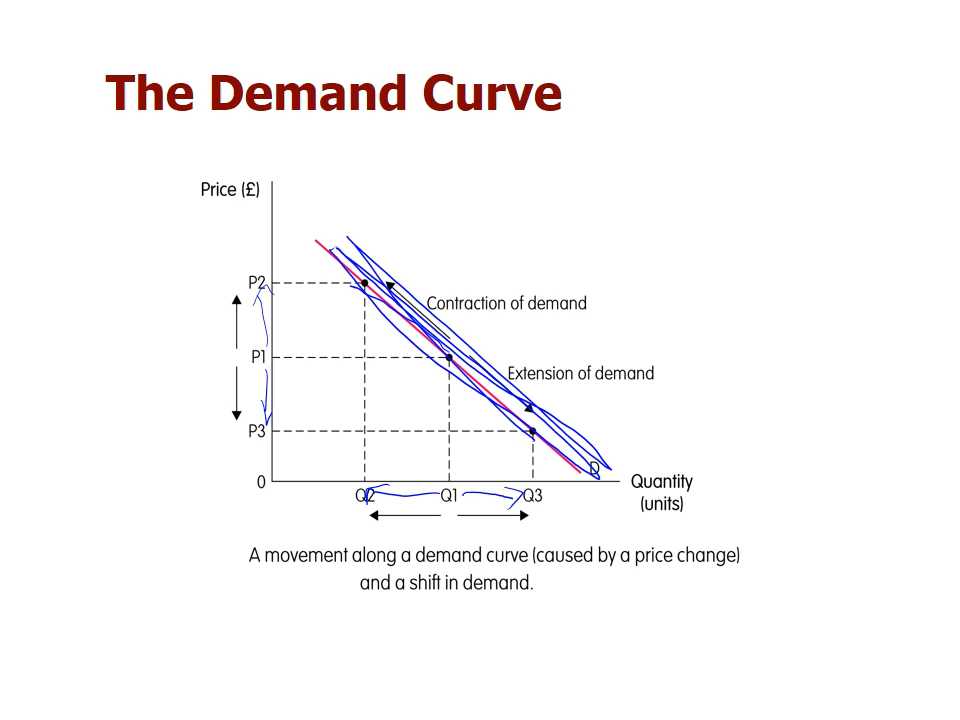 The Demand Curve
Price (£)
P2
Contraction of demand
P1
Extension of demand
P3
D
0
Quantity
(units)
Q2
Q1
Q3
A movement along a demand curve (caused by a price change)
and a shift in demand.